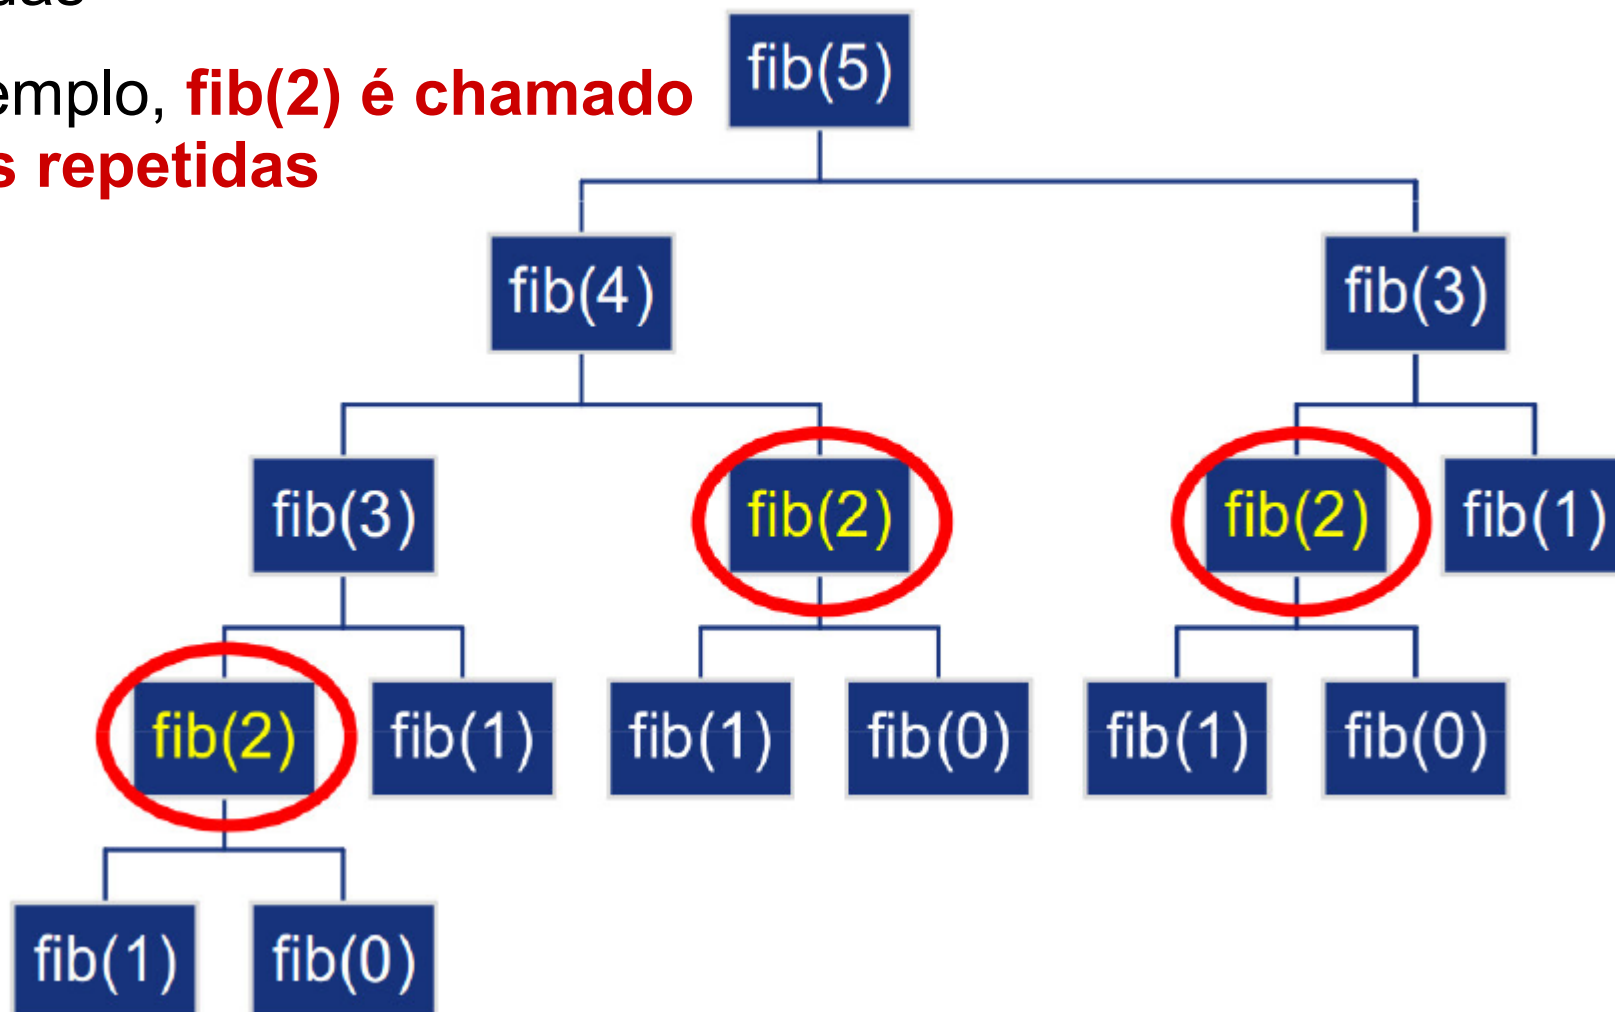 emplo, fib(2) é chamado
s repetidas
fib(5)
fib(4) fib(3)
fib(3) fib(2) fib(2) fib(1)
fib(2) fib(1) fib(1) fib(0) fib(1) fib(0)
fib(1) fib(0)